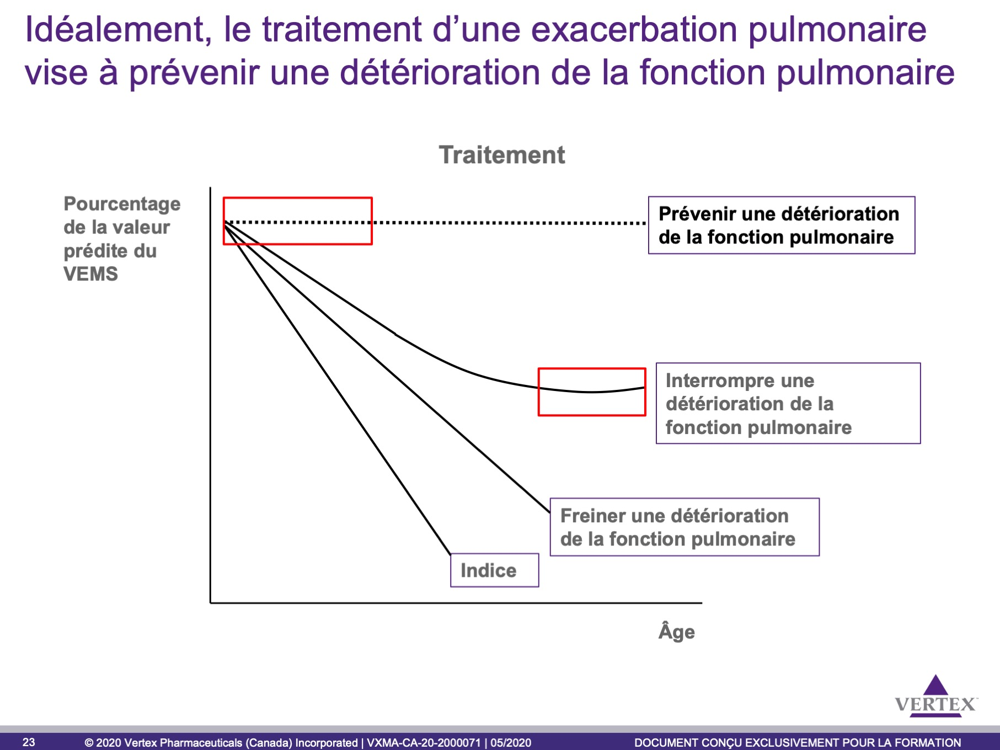 Idéalement, le traitement d’une exacerbation pulmonaire
vise à prévenir une détérioration de la fonction pulmonaire
Traitement
Pourcentage
de la valeur
prédite du
VEMS
Prévenir une détérioration
de la fonction pulmonaire
Interrompre une
détérioration de la
fonction pulmonaire
Freiner une détérioration
de la fonction pulmonaire
Indice
Âge
VERTEX™
23
© 2020 Vertex Pharmaceuticals (Canada) Incorporated | VXMA-CA-20-2000071 | 05/2020
DOCUMENT CONÇU EXCLUSIVEMENT POUR LA FORMATION